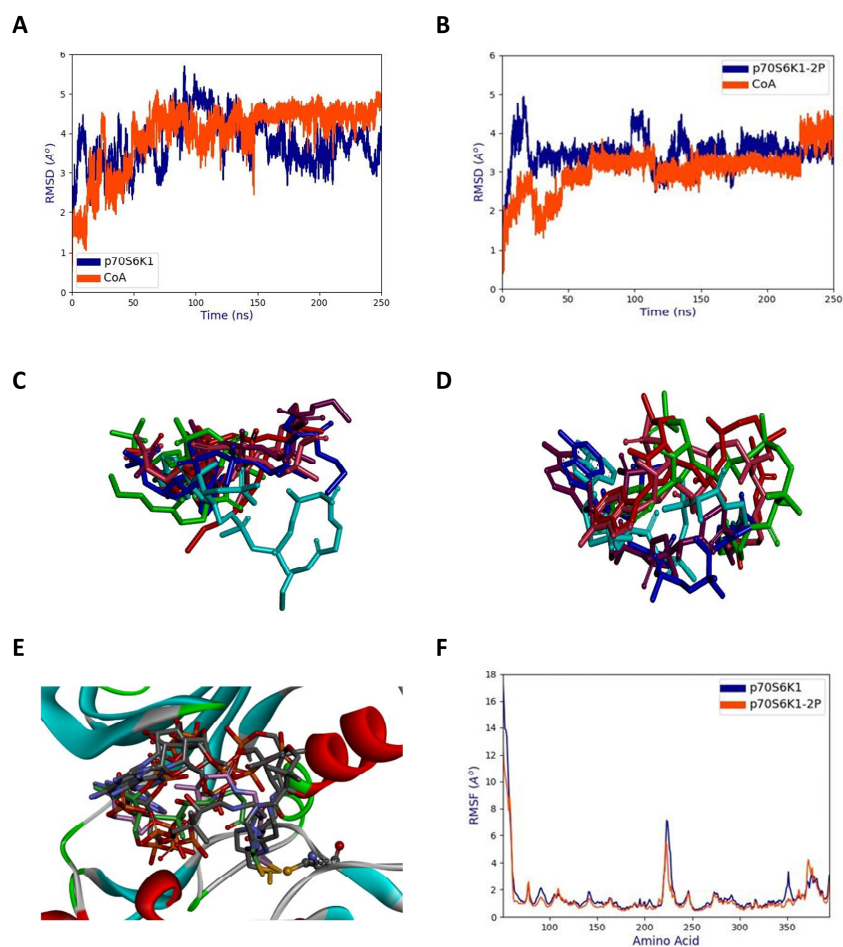 A
B
6
5
4
3
2
1
0
RMSD (A°)
p70S6K1
CoA
0 50 100 150 200 250
Time (ns)
6
5
4
3
2
1
0
RMSD (A°)
p70S6K1-2P
CoA
0 50 100 150 200 250
Time (ns)
C
D
E
F
18
16
14
12
10
8
6
4
2
0
RMSF (A°)
p70S6K1
p70S6K1-2P
100 150 200 250 300 350
Amino Acid